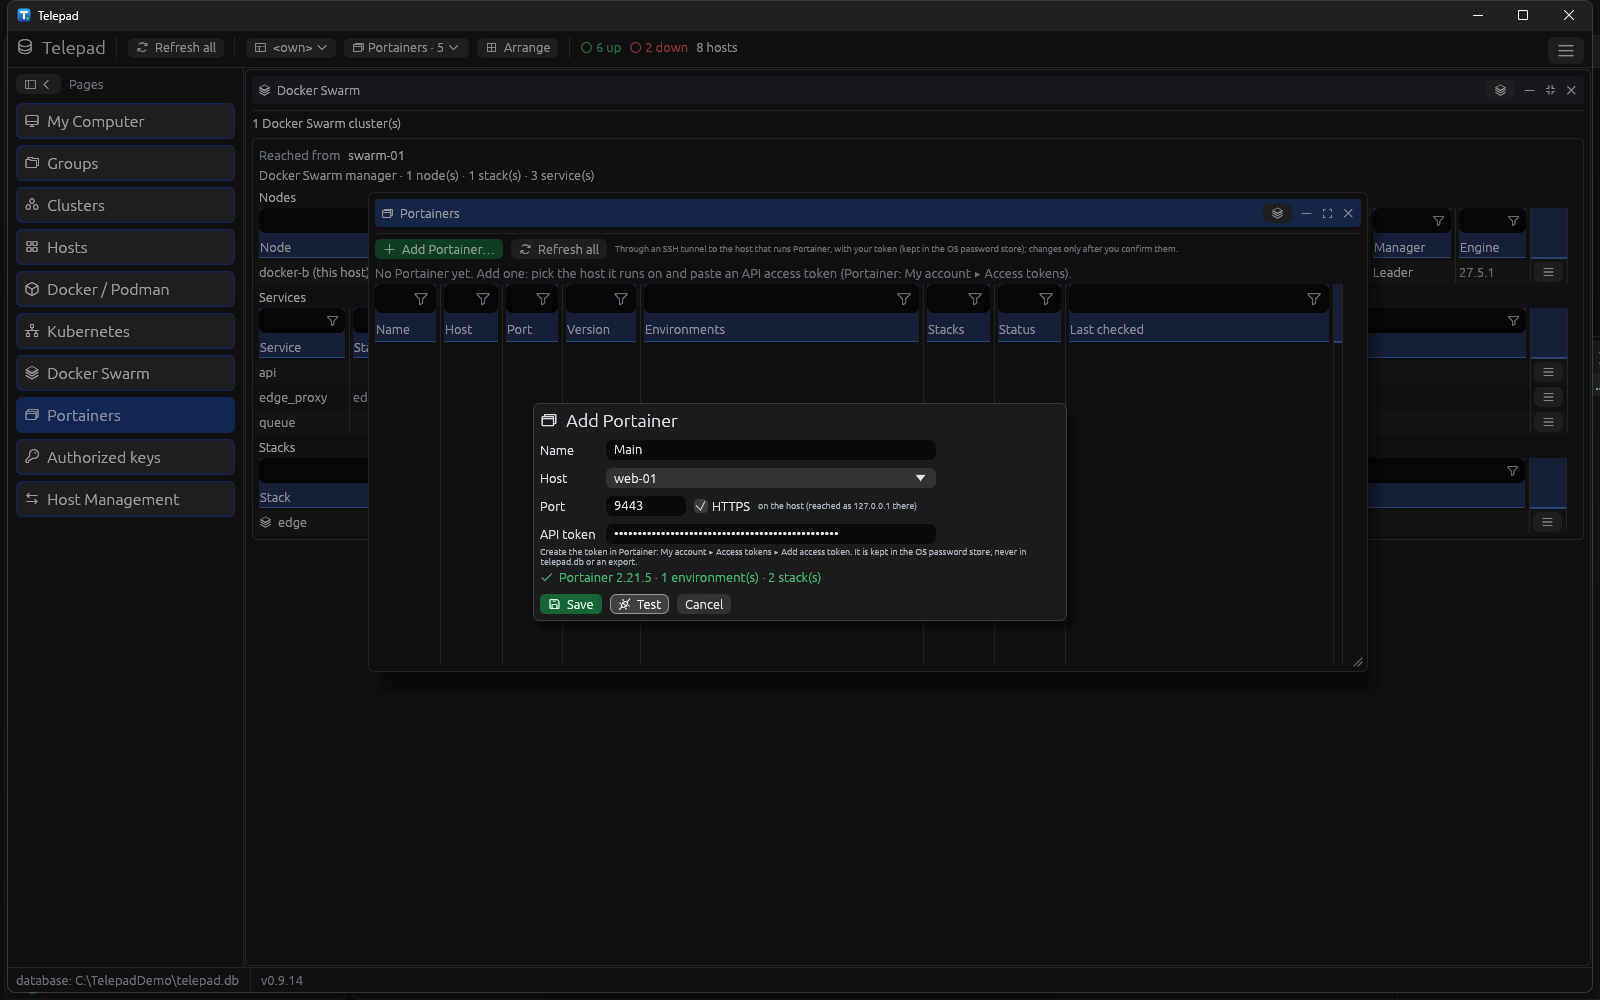 Telepad
Telepad
Refresh all
<own>
Portainers · 5
Arrange
6 up
2 down
8 hosts
Pages
My Computer
Groups
Clusters
Hosts
Docker / Podman
Kubernetes
Docker Swarm
Portainers
Authorized keys
Host Management
Docker Swarm
1 Docker Swarm cluster(s)
Reached from swarm-01
Docker Swarm manager · 1 node(s) · 1 stack(s) · 3 service(s)
Nodes
Node
Manager
Engine
docker-b (this host)
Leader
27.5.1
Services
Service
api
edge_proxy
ed
queue
Stacks
Stack
edge
Portainers
Add Portainer...
Refresh all
Through an SSH tunnel to the host that runs Portainer, with your token (kept in the OS password store); changes only after you confirm them.
No Portainer yet. Add one: pick the host it runs on and paste an API access token (Portainer: My account ▸ Access tokens).
Name
Host
Port
Version
Environments
Stacks
Status
Last checked
Add Portainer
Name
Main
Host
web-01
Port
9443
HTTPS
on the host (reached as 127.0.0.1 there)
API token
Create the token in Portainer: My account ▸ Access tokens ▸ Add access token. It is kept in the OS password store, never in
telepad.db or an export.
Portainer 2.21.5 · 1 environment(s) · 2 stack(s)
Save
Test
Cancel
database: C:\TelepadDemo\telepad.db
v0.9.14